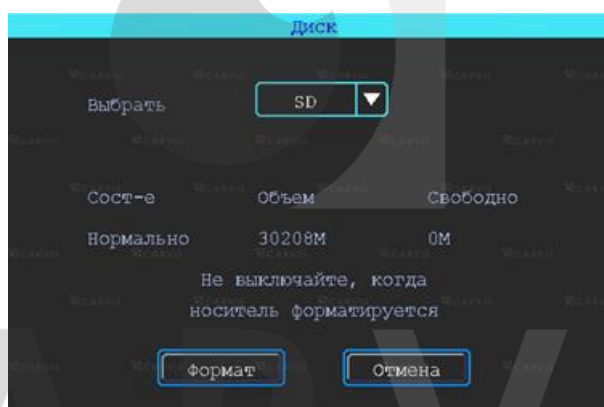 Диск
Выбрать SD
Сост-е Объем Свободно
Нормально 30208M 0M
Не выключайте, когда
носитель форматируется
Формат Отмена